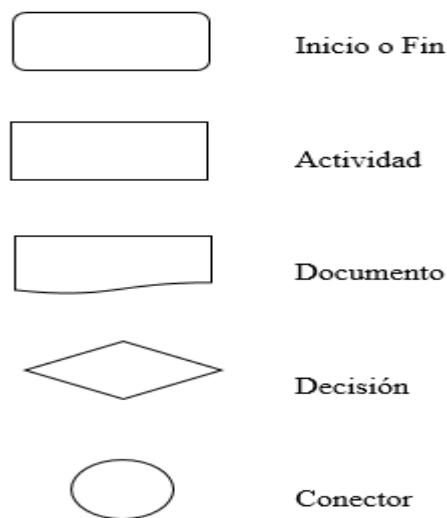 Inicio o Fin
Actividad
Documento
Decisión
Conector